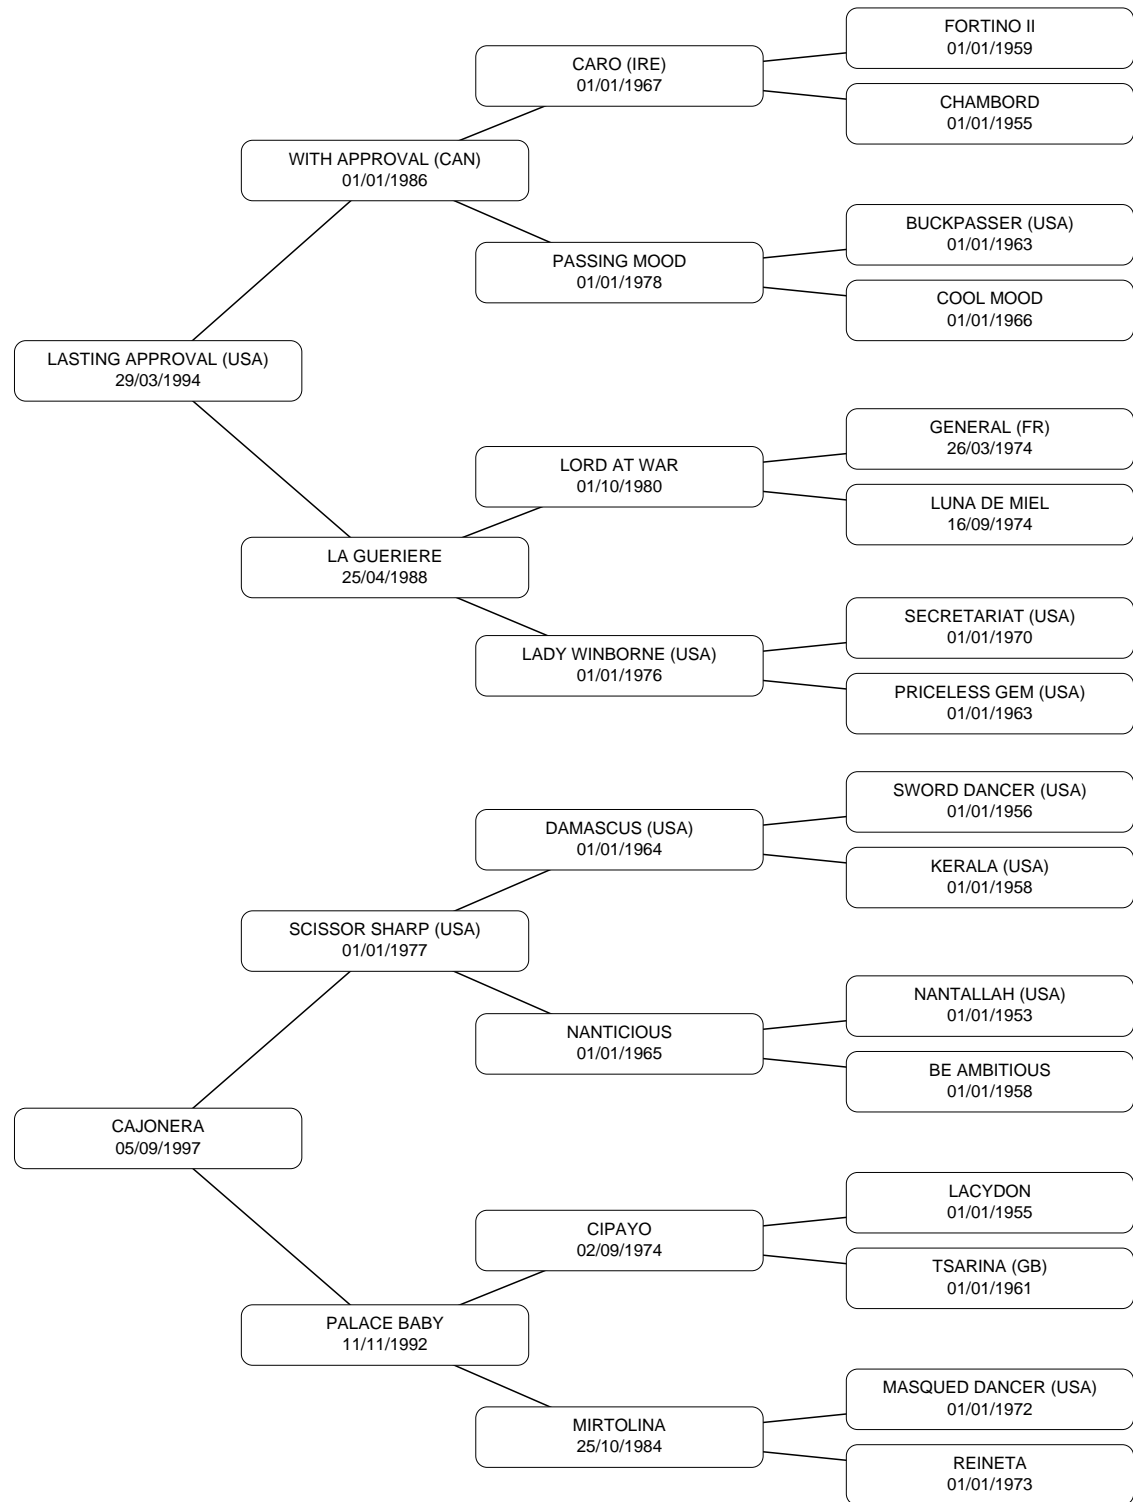 FORTINO II
01/01/1959
CARO (IRE)
01/01/1967
CHAMBORD
01/01/1955
WITH APPROVAL (CAN)
01/01/1986
BUCKPASSER (USA)
01/01/1963
PASSING MOOD
01/01/1978
COOL MOOD
01/01/1966
LASTING APPROVAL (USA)
29/03/1994
GENERAL (FR)
26/03/1974
LORD AT WAR
01/10/1980
LUNA DE MIEL
16/09/1974
LA GUERIERE
25/04/1988
SECRETARIAT (USA)
01/01/1970
LADY WINBORNE (USA)
01/01/1976
PRICELESS GEM (USA)
01/01/1963
SWORD DANCER (USA)
01/01/1956
DAMASCUS (USA)
01/01/1964
KERALA (USA)
01/01/1958
SCISSOR SHARP (USA)
01/01/1977
NANTALLAH (USA)
01/01/1953
NANTICIOUS
01/01/1965
BE AMBITIOUS
01/01/1958
CAJONERA
05/09/1997
LACYDON
01/01/1955
CIPAYO
02/09/1974
TSARINA (GB)
01/01/1961
PALACE BABY
11/11/1992
MASQUED DANCER (USA)
01/01/1972
MIRTOLINA
25/10/1984
REINETA
01/01/1973